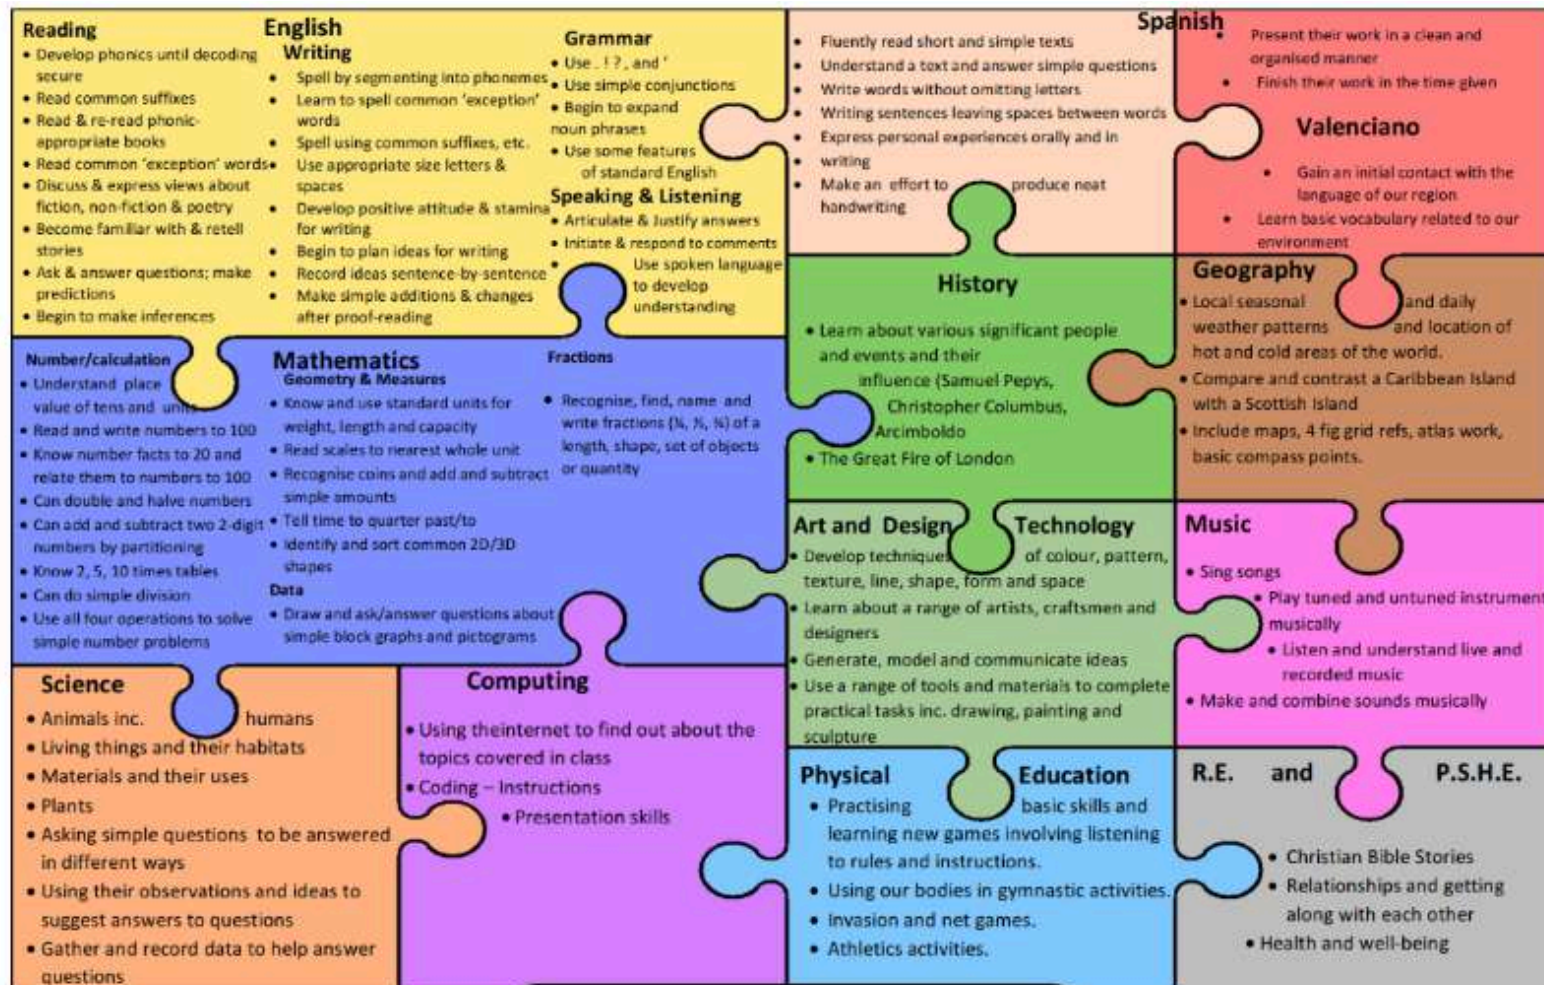 English
Reading
• Develop phonics until decoding
secure
• Read common suffixes
• Read & re-read phonic-
appropriate books
• Read common 'exception' words
• Discuss & express views about
fiction, non-fiction & poetry
• Become familiar with & retell
stories
• Ask & answer questions; make
predictions
• Begin to make inferences
Writing
• Spell by segmenting into phonemes
• Learn to spell common 'exception'
words
• Spell using common suffixes, etc.
• Use appropriate size letters &
spaces
• Develop positive attitude & stamina
for writing
• Begin to plan ideas for writing
• Record ideas sentence-by-sentence
• Make simple additions & changes
after proof-reading
Grammar
• Use . ! ? , and '
• Use simple conjunctions
• Begin to expand
noun phrases
• Use some features
of standard English
Speaking & Listening
• Articulate & Justify answers
• Initiate & respond to comments
• Use spoken language
to develop
understanding
Spanish
• Fluently read short and simple texts
• Understand a text and answer simple questions
• Write words without omitting letters
• Writing sentences leaving spaces between words
• Express personal experiences orally and in
• writing
• Make an effort to produce neat
handwriting
• Present their work in a clean and
organised manner
• Finish their work in the time given
Valenciano
• Gain an initial contact with the
language of our region
• Learn basic vocabulary related to our
environment
Mathematics
Number/calculation
• Understand place
value of tens and units
• Read and write numbers to 100
• Know number facts to 20 and
relate them to numbers to 100
• Can double and halve numbers
• Can add and subtract two 2-digit
numbers by partitioning
• Know 2, 5, 10 times tables
• Can do simple division
• Use all four operations to solve
simple number problems
Geometry & Measures
• Know and use standard units for
weight, length and capacity
• Read scales to nearest whole unit
• Recognise coins and add and subtract
simple amounts
• Tell time to quarter past/to
• Identify and sort common 2D/3D
shapes
Data
• Draw and ask/answer questions about
simple block graphs and pictograms
Fractions
• Recognise, find, name and
write fractions of a
length, shape, set of objects
or quantity
History
• Learn about various significant people
and events and their
influence (Samuel Pepys,
Christopher Columbus,
Arcimboldo
• The Great Fire of London
Geography
• Local seasonal and daily
weather patterns and location of
hot and cold areas of the world.
• Compare and contrast a Caribbean Island
with a Scottish Island
• Include maps, 4 fig grid refs, atlas work,
basic compass points.
Art and Design Technology
• Develop techniques of colour, pattern,
texture, line, shape, form and space
• Learn about a range of artists, craftsmen and
designers
• Generate, model and communicate ideas
• Use a range of tools and materials to complete
practical tasks inc. drawing, painting and
sculpture
Music
• Sing songs
• Play tuned and untuned instrument
musically
• Listen and understand live and
recorded music
• Make and combine sounds musically
Science
• Animals inc. humans
• Living things and their habitats
• Materials and their uses
• Plants
• Asking simple questions to be answered
in different ways
• Using their observations and ideas to
suggest answers to questions
• Gather and record data to help answer
questions
Computing
• Using theinternet to find out about the
topics covered in class
• Coding – Instructions
• Presentation skills
Physical Education
• Practising basic skills and
learning new games involving listening
to rules and instructions.
• Using our bodies in gymnastic activities.
• Invasion and net games.
• Athletics activities.
R.E. and P.S.H.E.
• Christian Bible Stories
• Relationships and getting
along with each other
• Health and well-being